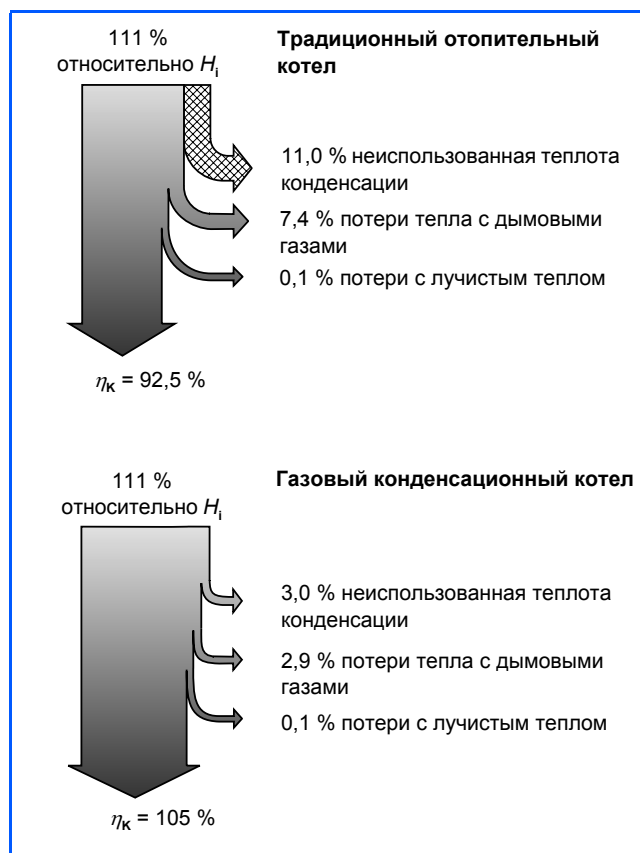 111 %
относительно Hi
Традиционный отопительный
котел
11,0 % неиспользованная теплота
конденсации
7,4 % потери тепла с дымовыми
газами
0,1 % потери с лучистым теплом
ηK = 92,5 %
111 %
относительно Hi
Газовый конденсационный котел
3,0 % неиспользованная теплота
конденсации
2,9 % потери тепла с дымовыми
газами
0,1 % потери с лучистым теплом
ηK = 105 %